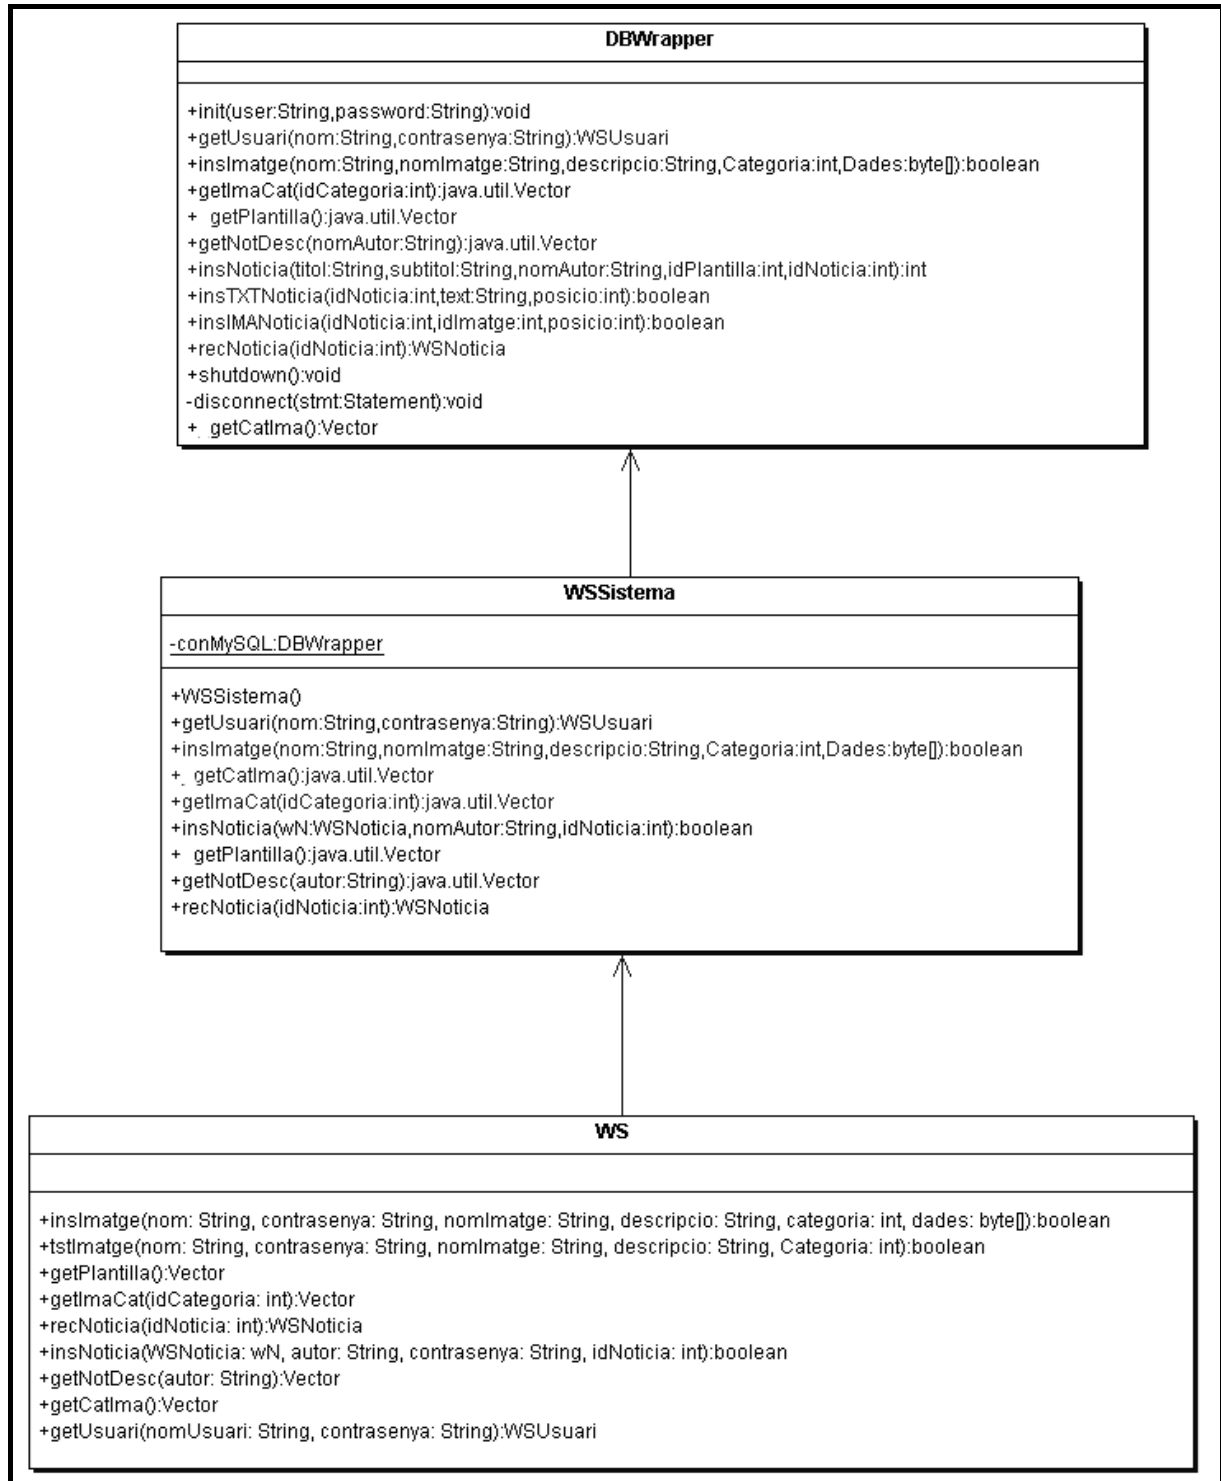 DBWrapper
+init(user:String,password:String):void
+getUsuari(nom:String,contrasenya:String):WSUsuari
+insImatge(nom:String,nomImatge:String,descripcio:String,Categoria:int,Dades:byte[]):boolean
+getImaCat(idCategoria:int):java.util.Vector
+ getPlantilla():java.util.Vector
+getNotDesc(nomAutor:String):java.util.Vector
+insNoticia(titol:String,subtitol:String,nomAutor:String,idPlantilla:int,idNoticia:int):int
+insTXTNoticia(idNoticia:int,text:String,posicio:int):boolean
+insIMANoticia(idNoticia:int,idImatge:int,posicio:int):boolean
+recNoticia(idNoticia:int):WSNoticia
+shutdown():void
-disconnect(stmt:Statement):void
+ getCatIma():Vector
WSSistema
-conMySQL:DBWrapper
+WSSistema()
+getUsuari(nom:String,contrasenya:String):WSUsuari
+insImatge(nom:String,nomImatge:String,descripcio:String,Categoria:int,Dades:byte[]):boolean
+ getCatIma():java.util.Vector
+getImaCat(idCategoria:int):java.util.Vector
+insNoticia(wN:WSNoticia,nomAutor:String,idNoticia:int):boolean
+ getPlantilla():java.util.Vector
+getNotDesc(autor:String):java.util.Vector
+recNoticia(idNoticia:int):WSNoticia
WS
+insImatge(nom: String, contrasenya: String, nomImatge: String, descripcio: String, categoria: int, dades: byte[]):boolean
+tstImatge(nom: String, contrasenya: String, nomImatge: String, descripcio: String, Categoria: int):boolean
+getPlantilla():Vector
+getImaCat(idCategoria: int):Vector
+recNoticia(idNoticia: int):WSNoticia
+insNoticia(WSNoticia: wN, autor: String, contrasenya: String, idNoticia: int):boolean
+getNotDesc(autor: String):Vector
+getCatIma():Vector
+getUsuari(nomUsuari: String, contrasenya: String):WSUsuari